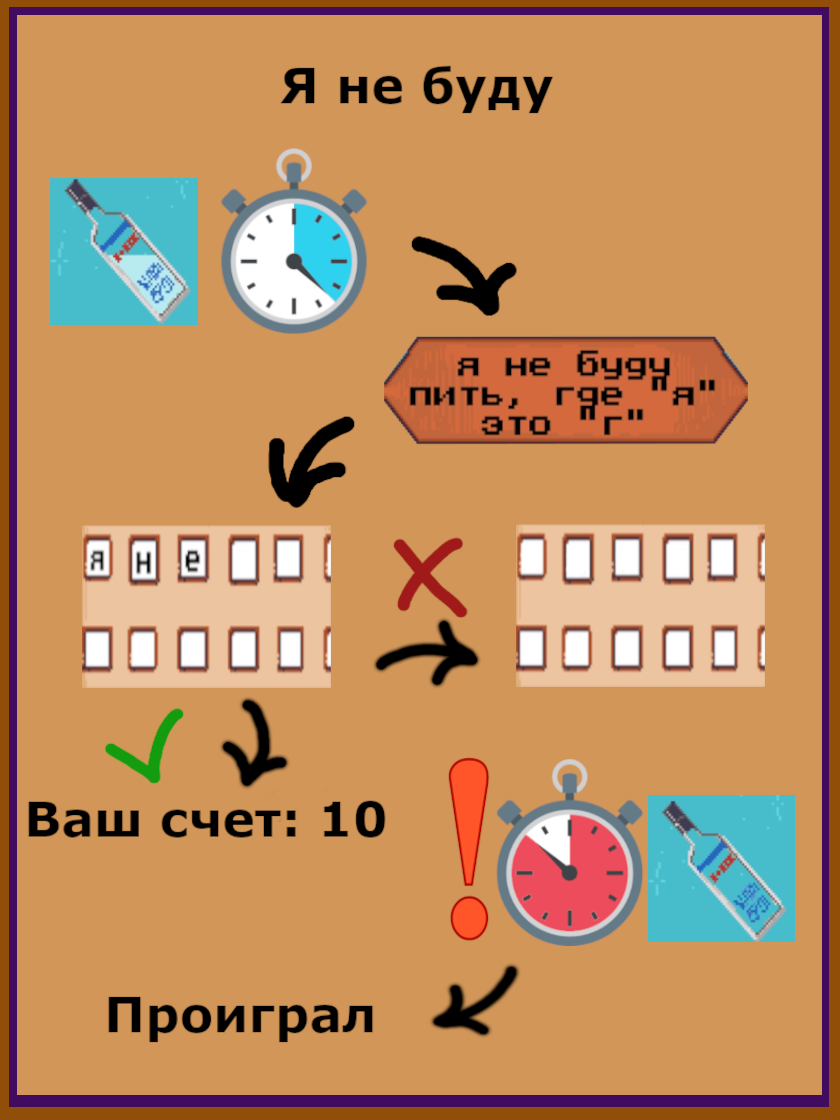 Я не буду
я не буду
пить, где "я"
это "г"
я н е
Ваш счет: 10
Проиграл